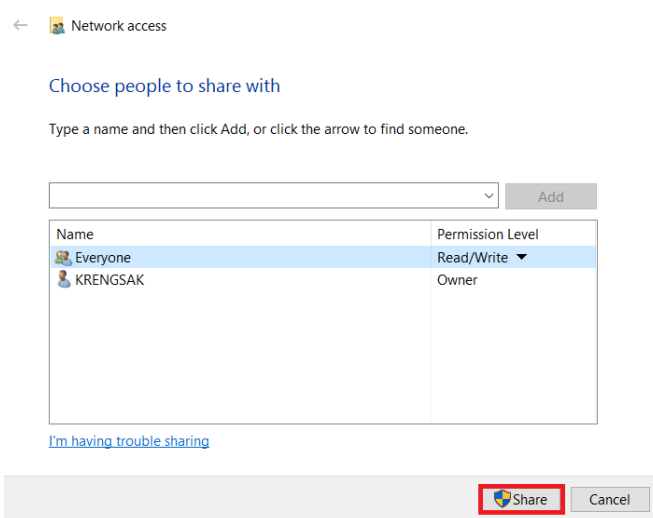 Network access
Choose people to share with
Type a name and then click Add, or click the arrow to find someone.
Add
Name Permission Level
Everyone Read/Write
KRENGSAK Owner
I'm having trouble sharing
Share Cancel